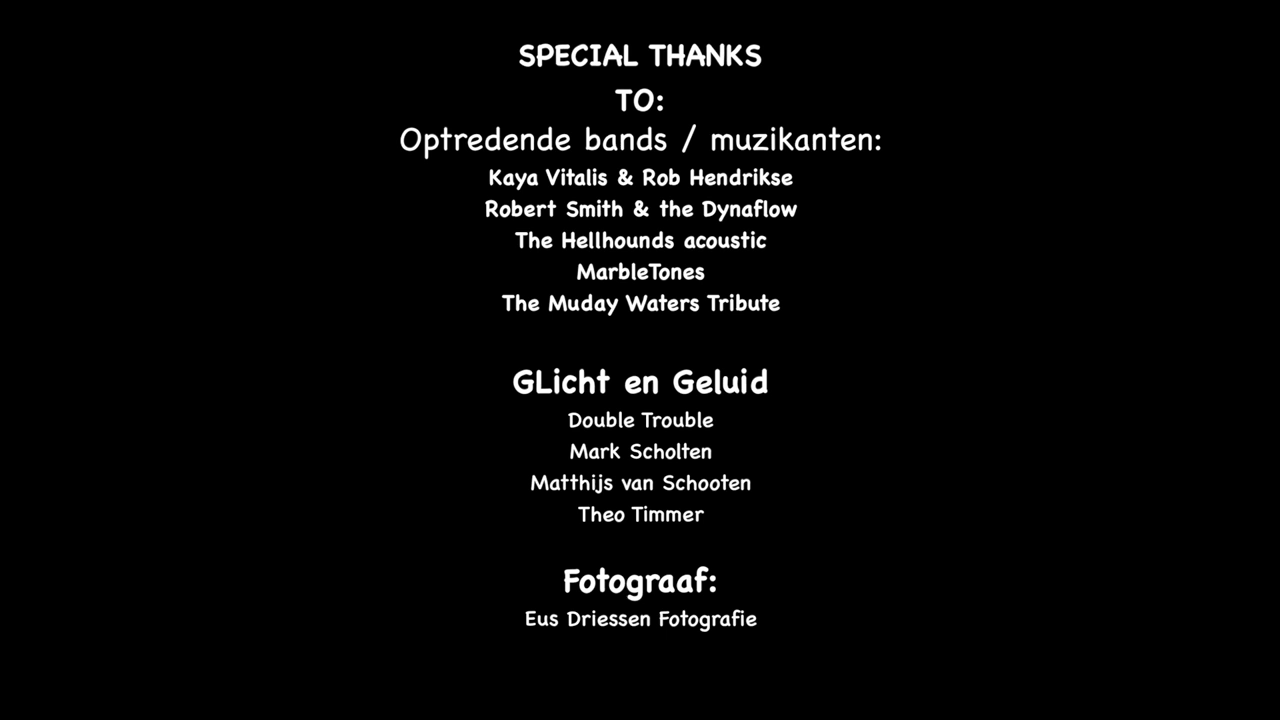 SPECIAL THANKS
TO:
Optredende bands / muzikanten:
Kaya Vitalis & Rob Hendrikse
Robert Smith & the Dynaflow
The Hellhounds acoustic
MarbleTones
The Muday Waters Tribute
GLicht en Geluid
Double Trouble
Mark Scholten
Matthijs van Schooten
Theo Timmer
Fotograaf:
Eus Driessen Fotografie